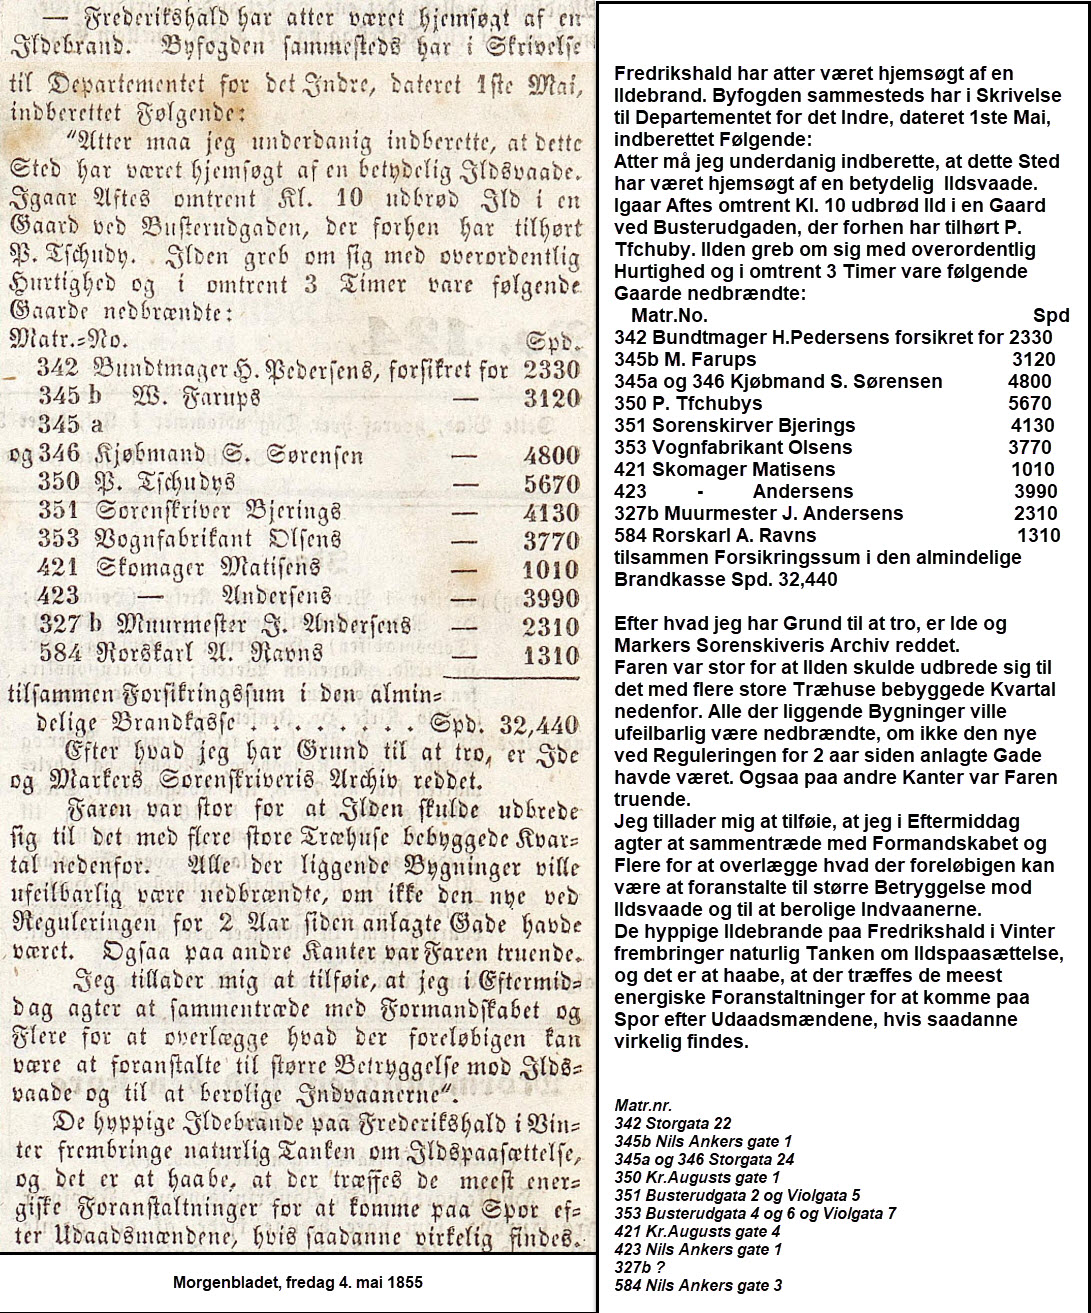 — Frederikshald har atter været hjemsøgt af en
Ildebrand. Byfogden sammesteds har i Skrivelse
til Departementet for det Indre, dateret 1ste Mai,
indberettet Følgende:
"Atter maa jeg underdanig indberette, at dette
Sted har været hjemsøgt af en betydelig Ildsvaade.
Igaar Aftes omtrent Kl. 10 udbrød Ild i en
Gaard ved Busterudgaden, der forhen har tilhørt
P. Tschudy. Ilden greb om sig med overordentlig
Hurtighed og i omtrent 3 Timer vare følgende
Gaarde nedbrændte:
Matr.=No. Spd.
342 Bundtmager H. Pedersens, forsikret for 2330
345 b W. Farups — 3120
345 a
og 346 Kjøbmand S. Sørensen — 4800
350 P. Tschudys — 5670
351 Sorenskriver Bjerings — 4130
353 Vognfabrikant Olsens — 3770
421 Skomager Matisens — 1010
423 — Andersens — 3990
327 b Muurmester J. Andersens — 2310
584 Rorskarl A. Ravns 1310
tilsammen Forsikringssum i den almin=
delige Brandkasse . . . . . . . . Spd. 32,440
Efter hvad jeg har Grund til at tro, er Ide
og Markers Sorenskriveris Archiv reddet.
Faren var stor for at Ilden skulde udbrede
sig til det med flere store Træhuse bebyggede Kvar=
tal nedenfor. Alle der liggende Bygninger ville
ufeilbarlig være nedbrændte, om ikke den nye ved
Reguleringen for 2 Aar siden anlagte Gade havde
været. Ogsaa paa andre Kanter var Faren truende.
Jeg tillader mig at tilføie, at jeg i Eftermid=
dag agter at sammentræde med Formandskabet og
Flere for at overlægge hvad der foreløbigen kan
være at foranstalte til større Betryggelse mod Ilds=
vaade og til at berolige Indvaanerne".
De hyppige Ildebrande paa Frederikshald i Vin=
ter frembringe naturlig Tanken om Ildspaasættelse,
og det er at haabe, at der træffes de meest ener=
giske Foranstaltninger for at komme paa Spor ef=
ter Udaadsmændene, hvis saadanne virkelig findes.
Morgenbladet, fredag 4. mai 1855
Fredrikshald har atter været hjemsøgt af en
Ildebrand. Byfogden sammesteds har i Skrivelse
til Departementet for det Indre, dateret 1ste Mai,
indberettet Følgende:
Atter må jeg underdanig indberette, at dette Sted
har været hjemsøgt af en betydelig Ildsvaade.
Igaar Aftes omtrent Kl. 10 udbrød Ild i en Gaard
ved Busterudgaden, der forhen har tilhørt P.
Tfchuby. Ilden greb om sig med overordentlig
Hurtighed og i omtrent 3 Timer vare følgende
Gaarde nedbrændte:
Matr.No. Spd
342 Bundtmager H.Pedersens forsikret for 2330
345b M. Farups 3120
345a og 346 Kjøbmand S. Sørensen 4800
350 P. Tfchubys 5670
351 Sorenskirver Bjerings 4130
353 Vognfabrikant Olsens 3770
421 Skomager Matisens 1010
423 - Andersens 3990
327b Muurmester J. Andersens 2310
584 Rorskarl A. Ravns 1310
tilsammen Forsikringssum i den almindelige
Brandkasse Spd. 32,440
Efter hvad jeg har Grund til at tro, er Ide og
Markers Sorenskiveris Archiv reddet.
Faren var stor for at Ilden skulde udbrede sig til
det med flere store Træhuse bebyggede Kvartal
nedenfor. Alle der liggende Bygninger ville
ufeilbarlig være nedbrændte, om ikke den nye
ved Reguleringen for 2 aar siden anlagte Gade
havde været. Ogsaa paa andre Kanter var Faren
truende.
Jeg tillader mig at tilføie, at jeg i Eftermiddag
agter at sammentræde med Formandskabet og
Flere for at overlægge hvad der foreløbigen kan
være at foranstalte til større Betryggelse mod
Ildsvaade og til at berolige Indvaanerne.
De hyppige Ildebrande paa Fredrikshald i Vinter
frembringer naturlig Tanken om Ildspaasættelse,
og det er at haabe, at der træffes de meest
energiske Foranstaltninger for at komme paa
Spor efter Udaadsmændene, hvis saadanne
virkelig findes.
Matr.nr.
342 Storgata 22
345b Nils Ankers gate 1
345a og 346 Storgata 24
350 Kr.Augusts gate 1
351 Busterudgata 2 og Violgata 5
353 Busterudgata 4 og 6 og Violgata 7
421 Kr.Augusts gate 4
423 Nils Ankers gate 1
327b ?
584 Nils Ankers gate 3